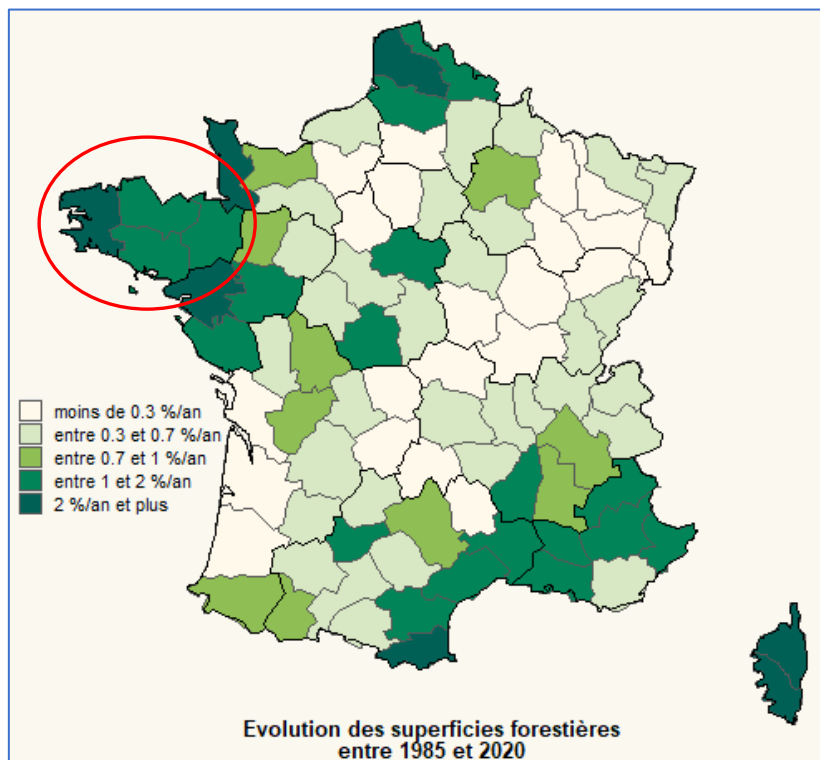 moins de 0.3 %/an
entre 0.3 et 0.7 %/an
entre 0.7 et 1 %/an
entre 1 et 2 %/an
2 %/an et plus
Evolution des superficies forestières
entre 1985 et 2020